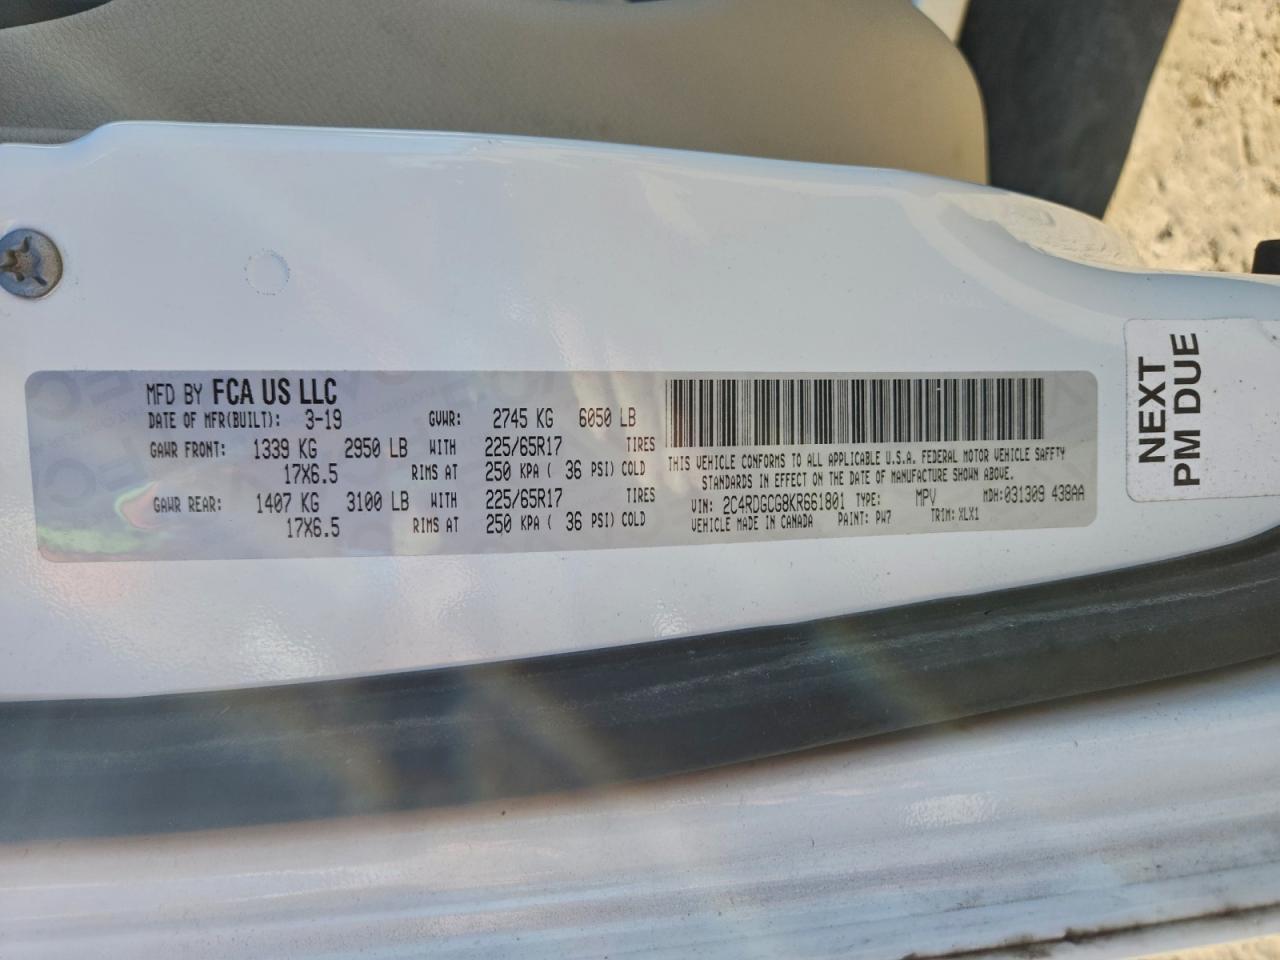 MFD BY FCA US LLC
DATE OF MFR(BUILT): 3-19 GVWR: 2745 KG 6050 LB
GAWR FRONT: 1339 KG 2950 LB WITH 225/65R17 TIRES
17X6.5 RIMS AT 250 KPA ( 36 PSI) COLD
GAWR REAR: 1407 KG 3100 LB WITH 225/65R17 TIRES
17X6.5 RIMS AT 250 KPA ( 36 PSI) COLD
THIS VEHICLE CONFORMS TO ALL APPLICABLE U.S.A. FEDERAL MOTOR VEHICLE SAFETY
STANDARDS IN EFFECT ON THE DATE OF MANUFACTURE SHOWN ABOVE.
VIN: 2C4RDGCG8KR661801 TYPE: MPV MDH:031309 438AA
VEHICLE MADE IN CANADA PAINT: PW7 TRIM: XLX1
NEXT
PM DUE